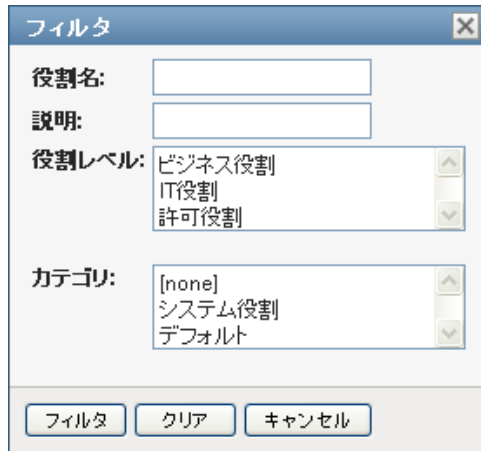 フィルタ
役割名:
説明:
役割レベル:
ビジネス役割
IT役割
許可役割
カテゴリ:
[none]
システム役割
デフォルト
フィルタ クリア キャンセル